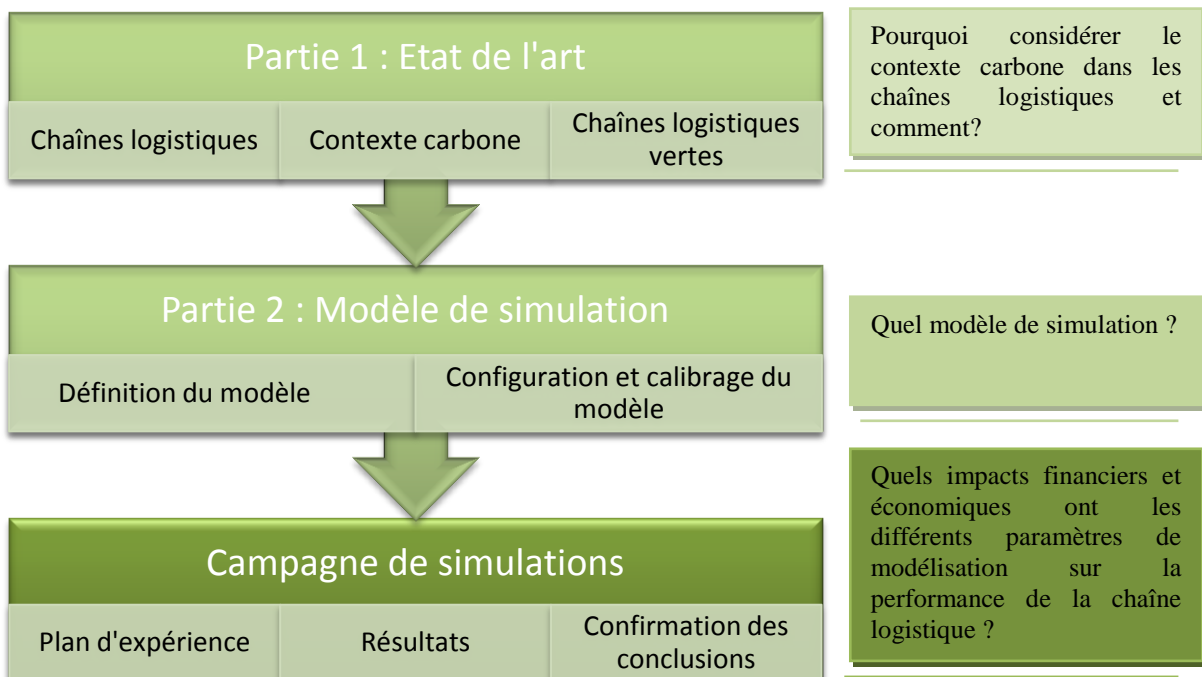 Partie 1 : Etat de l'art
Chaînes logistiques
Contexte carbone
Chaînes logistiques
vertes
Pourquoi considérer le
contexte carbone dans les
chaînes logistiques et
comment?
Partie 2 : Modèle de simulation
Définition du modèle
Configuration et calibrage du
modèle
Quel modèle de simulation ?
Campagne de simulations
Plan d'expérience
Résultats
Confirmation des
conclusions
Quels impacts financiers et
économiques ont les
différents paramètres de
modélisation sur la
performance de la chaîne
logistique ?